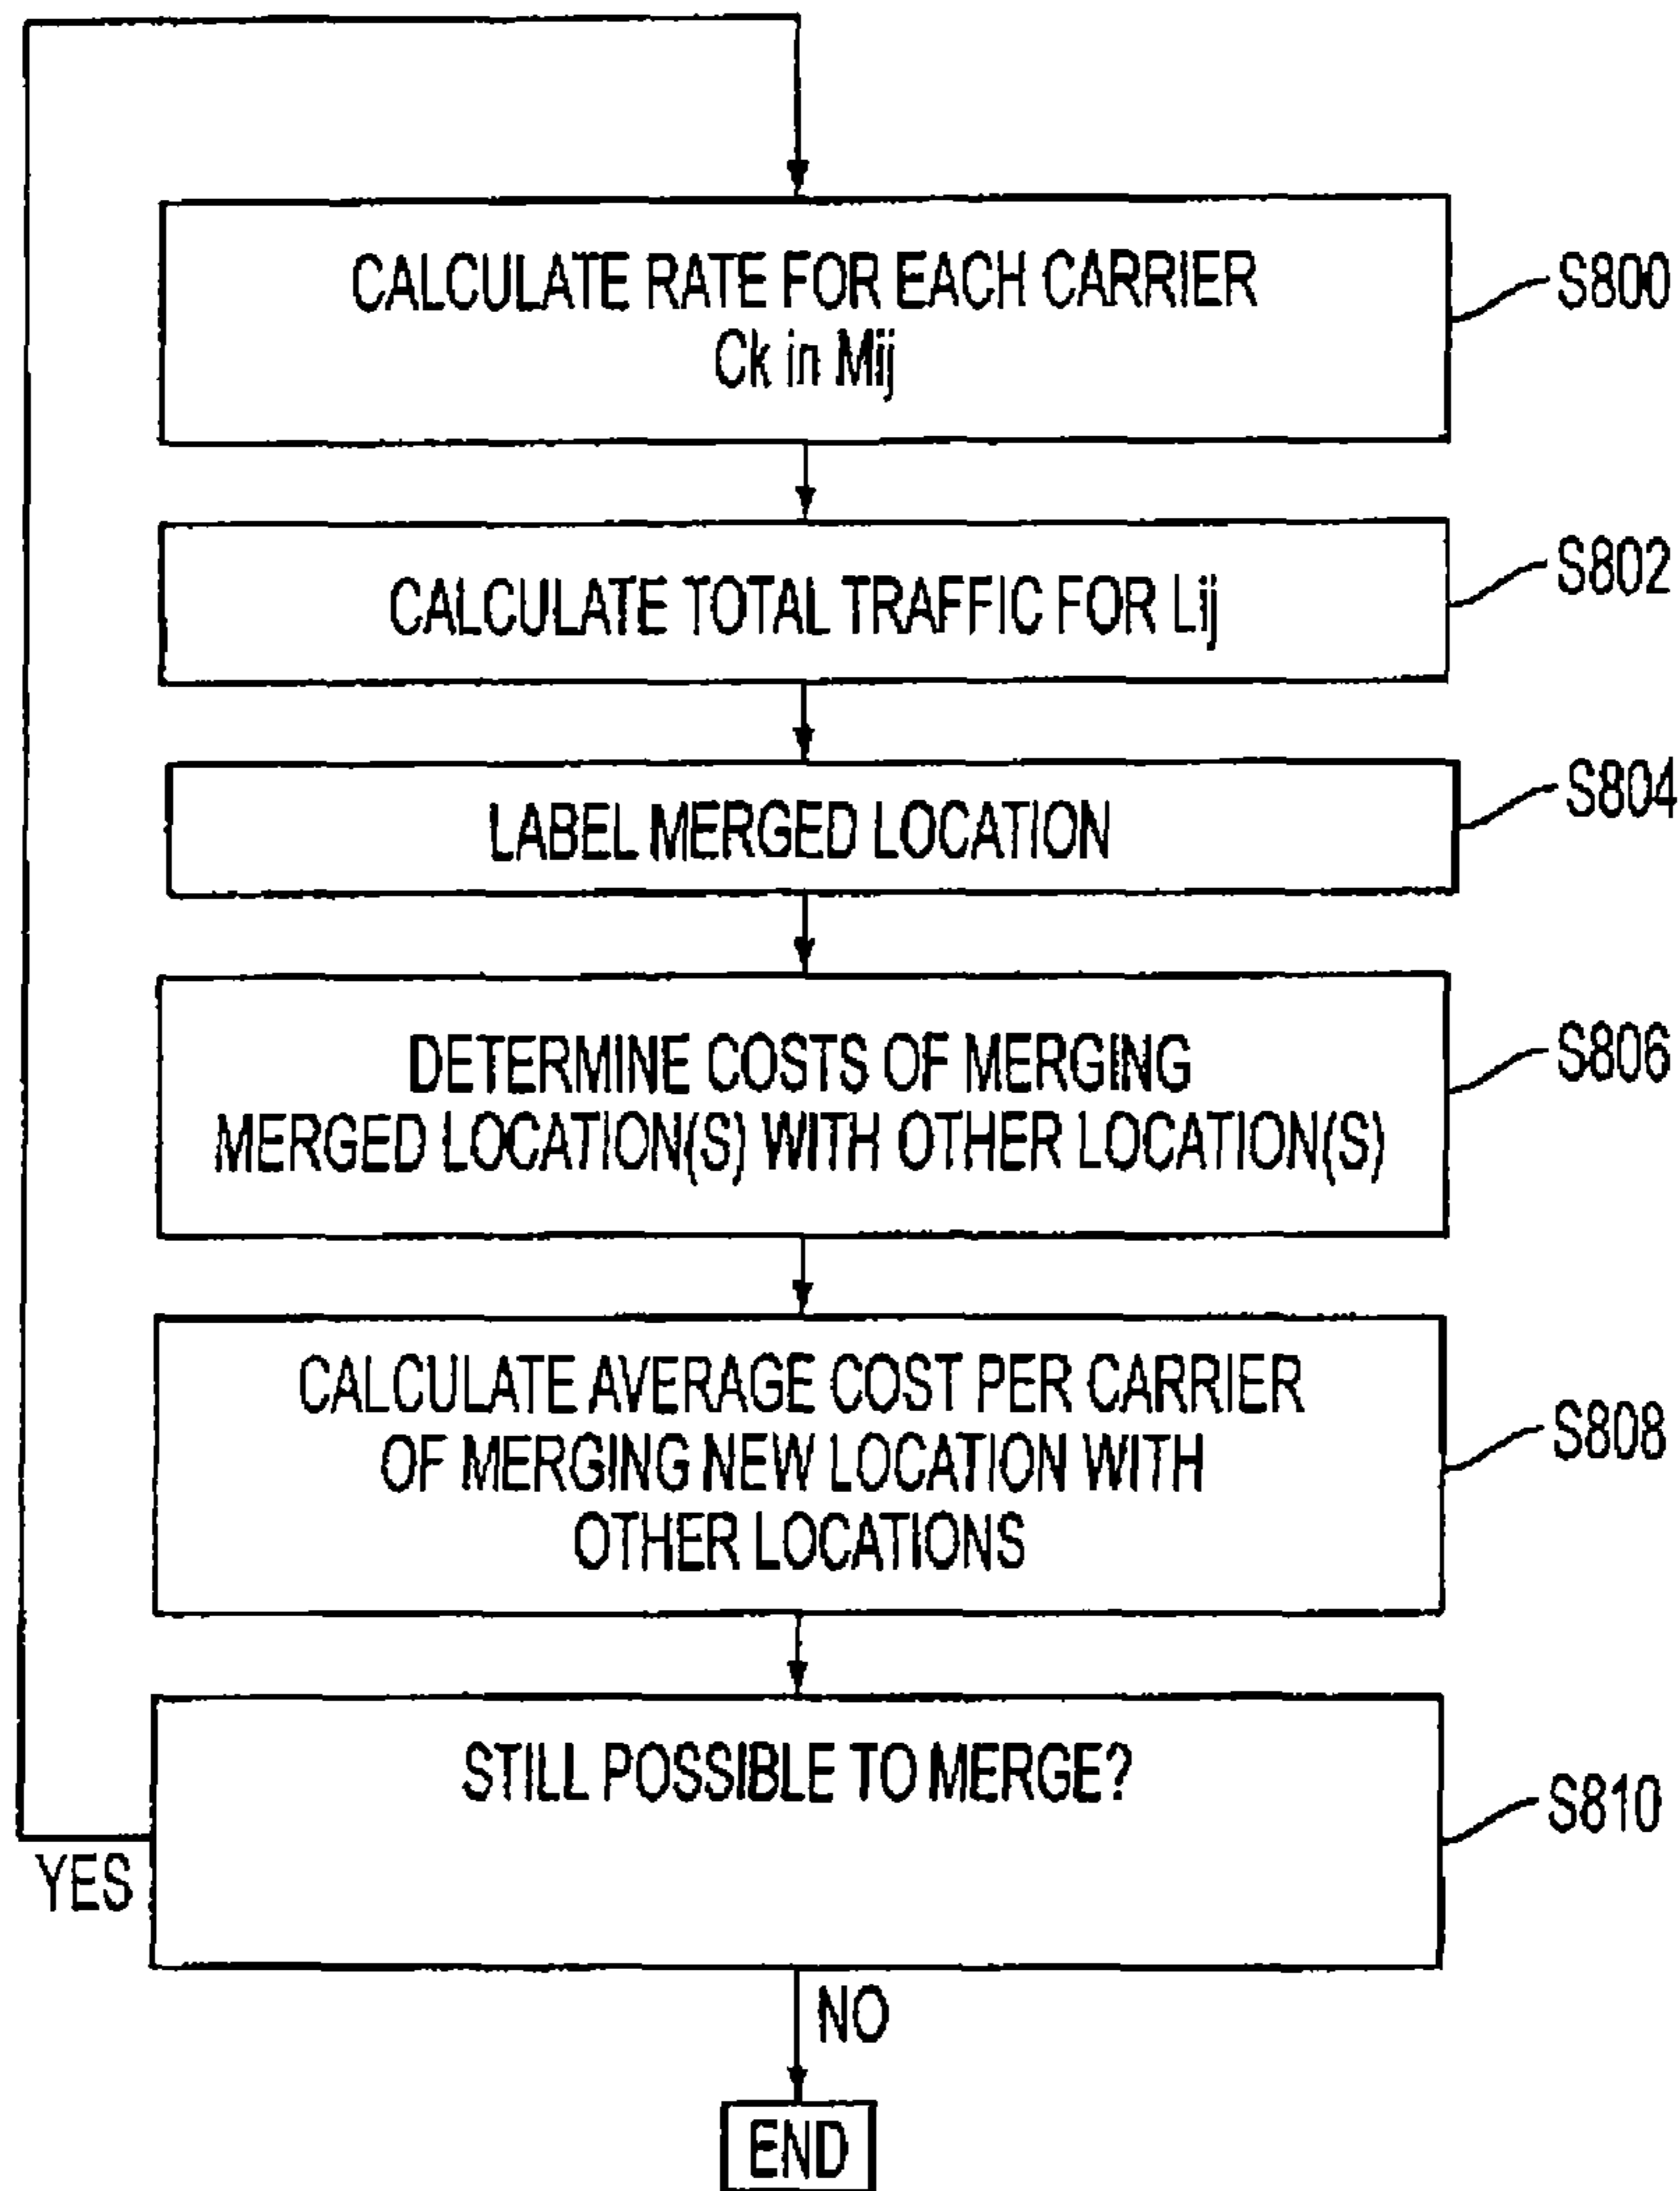 CALCULATE RATE FOR EACH CARRIER
Ck in Mij
S800
CALCULATE TOTAL TRAFFIC FOR Lij
S802
LABEL MERGED LOCATION
S804
DETERMINE COSTS OF MERGING
MERGED LOCATION(S) WITH OTHER LOCATION(S)
S806
CALCULATE AVERAGE COST PER CARRIER
OF MERGING NEW LOCATION WITH
OTHER LOCATIONS
S808
STILL POSSIBLE TO MERGE?
S810
YES
NO
END